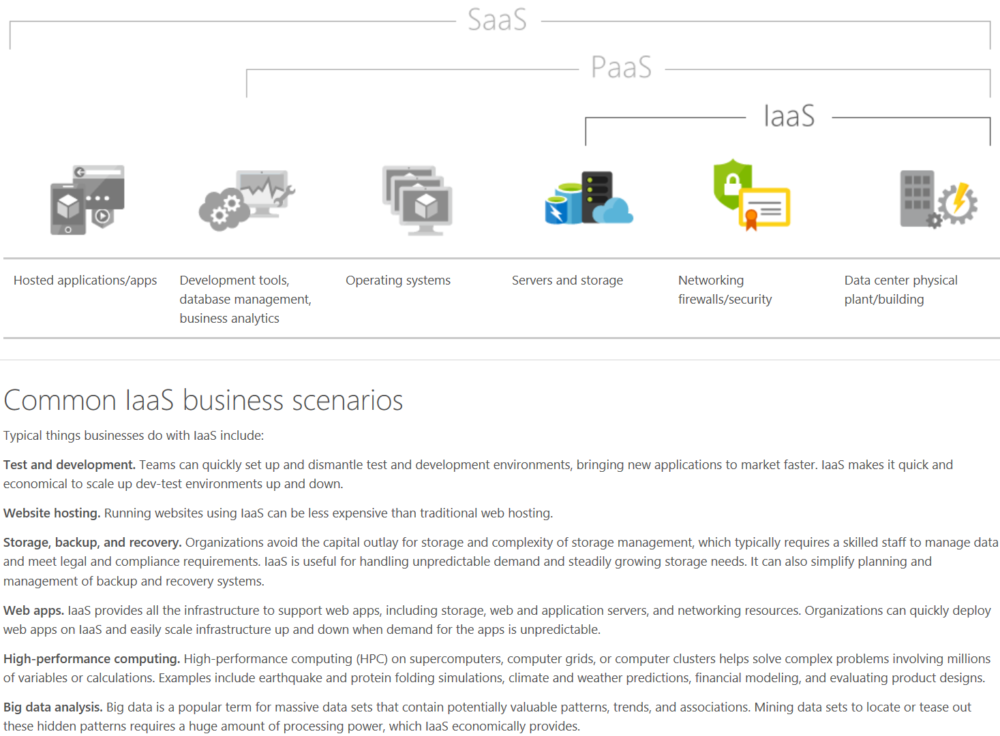 SaaS
PaaS
IaaS
Hosted applications/apps
Development tools,
database management,
business analytics
Operating systems
Servers and storage
Networking
firewalls/security
Data center physical
plant/building
Common IaaS business scenarios
Typical things businesses do with IaaS include:
Test and development. Teams can quickly set up and dismantle test and development environments, bringing new applications to market faster. IaaS makes it quick and
economical to scale up dev-test environments up and down.
Website hosting. Running websites using IaaS can be less expensive than traditional web hosting.
Storage, backup, and recovery. Organizations avoid the capital outlay for storage and complexity of storage management, which typically requires a skilled staff to manage data
and meet legal and compliance requirements. IaaS is useful for handling unpredictable demand and steadily growing storage needs. It can also simplify planning and
management of backup and recovery systems.
Web apps. IaaS provides all the infrastructure to support web apps, including storage, web and application servers, and networking resources. Organizations can quickly deploy
web apps on IaaS and easily scale infrastructure up and down when demand for the apps is unpredictable.
High-performance computing. High-performance computing (HPC) on supercomputers, computer grids, or computer clusters helps solve complex problems involving millions
of variables or calculations. Examples include earthquake and protein folding simulations, climate and weather predictions, financial modeling, and evaluating product designs.
Big data analysis. Big data is a popular term for massive data sets that contain potentially valuable patterns, trends, and associations. Mining data sets to locate or tease out
these hidden patterns requires a huge amount of processing power, which IaaS economically provides.